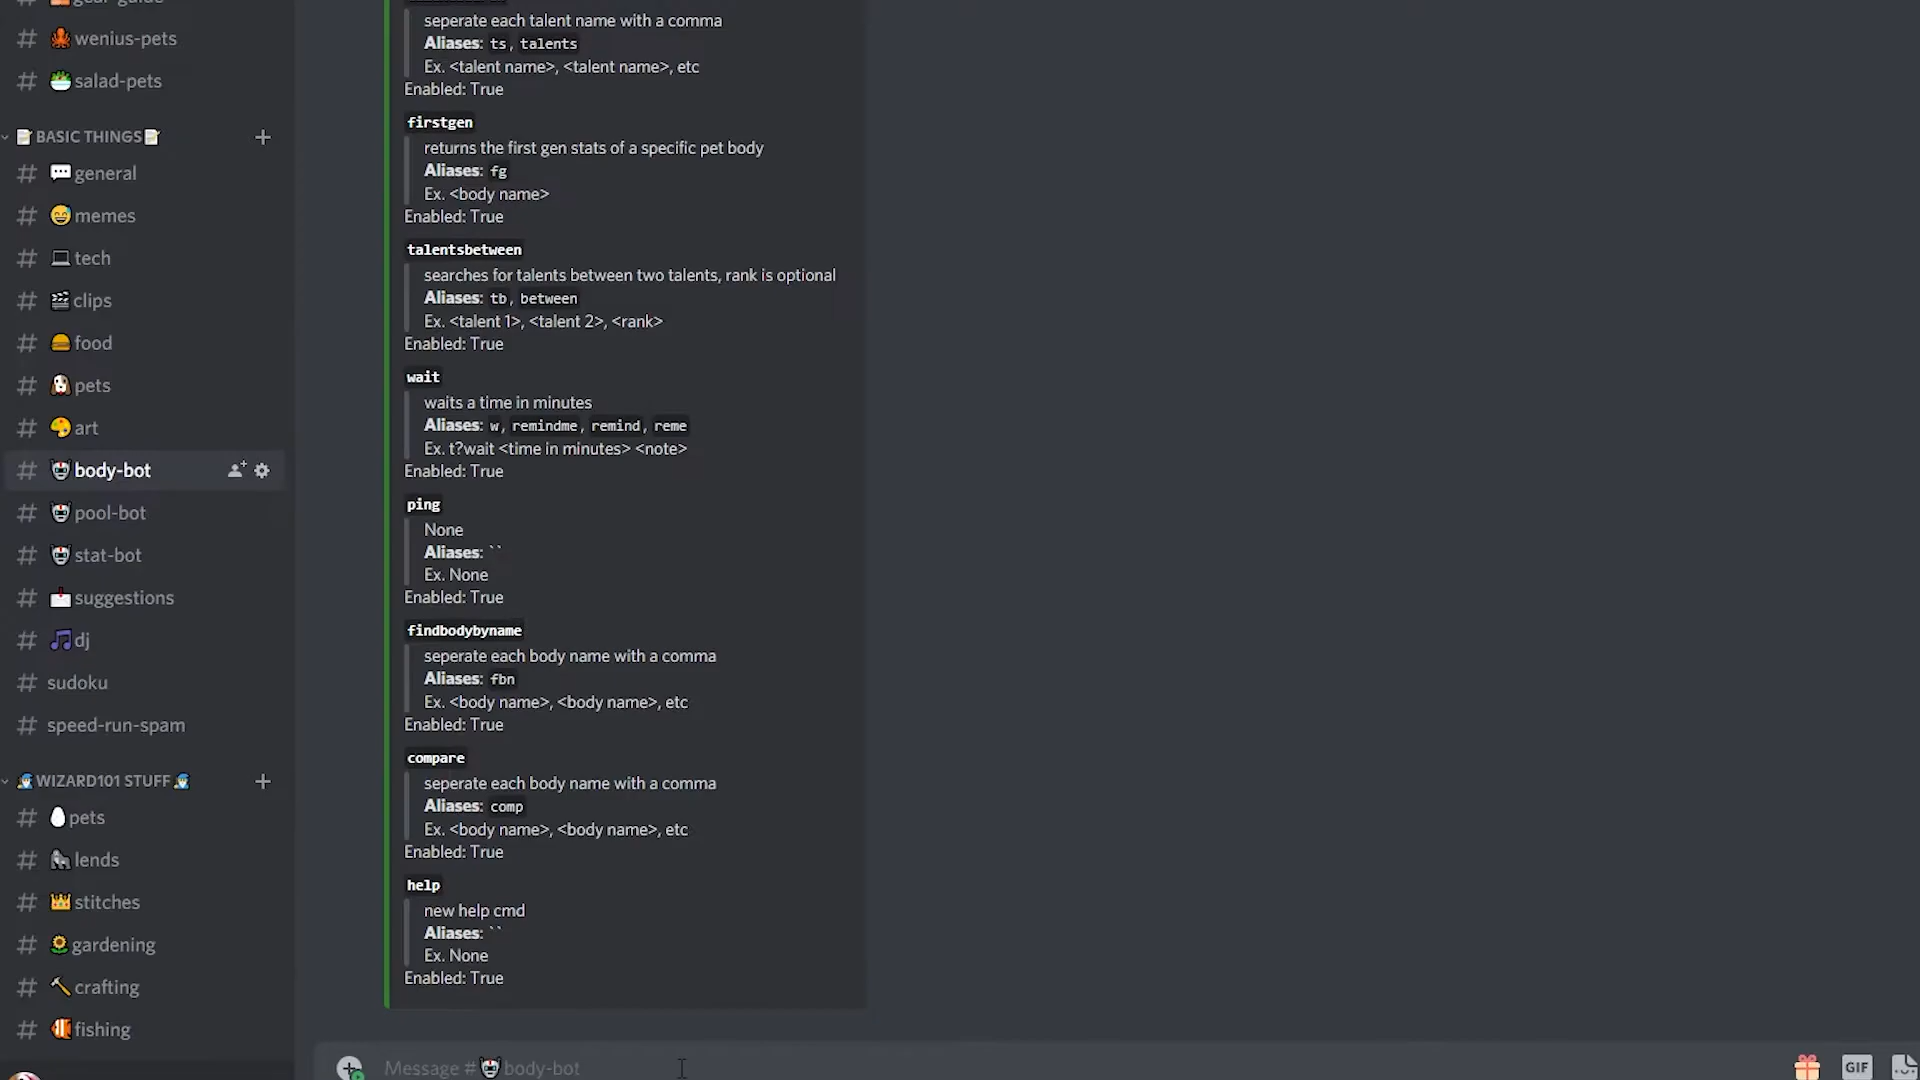 gear-guide
wenius-pets
salad-pets
BASIC THINGS
general
memes
tech
clips
food
pets
art
body-bot
pool-bot
stat-bot
suggestions
dj
sudoku
speed-run-spam
WIZARD101 STUFF
pets
lends
stitches
gardening
crafting
fishing
seperate each talent name with a comma
Aliases: ts, talents
Ex. <talent name>, <talent name>, etc
Enabled: True
firstgen
returns the first gen stats of a specific pet body
Aliases: fg
Ex. <body name>
Enabled: True
talentsbetween
searches for talents between two talents, rank is optional
Aliases: tb, between
Ex. <talent 1>, <talent 2>, <rank>
Enabled: True
wait
waits a time in minutes
Aliases: w, remindme, remind, reme
Ex. t?wait <time in minutes> <note>
Enabled: True
ping
None
Aliases: ``
Ex. None
Enabled: True
findbodybyname
seperate each body name with a comma
Aliases: fbn
Ex. <body name>, <body name>, etc
Enabled: True
compare
seperate each body name with a comma
Aliases: comp
Ex. <body name>, <body name>, etc
Enabled: True
help
new help cmd
Aliases: ``
Ex. None
Enabled: True
Message #body-bot
GIF